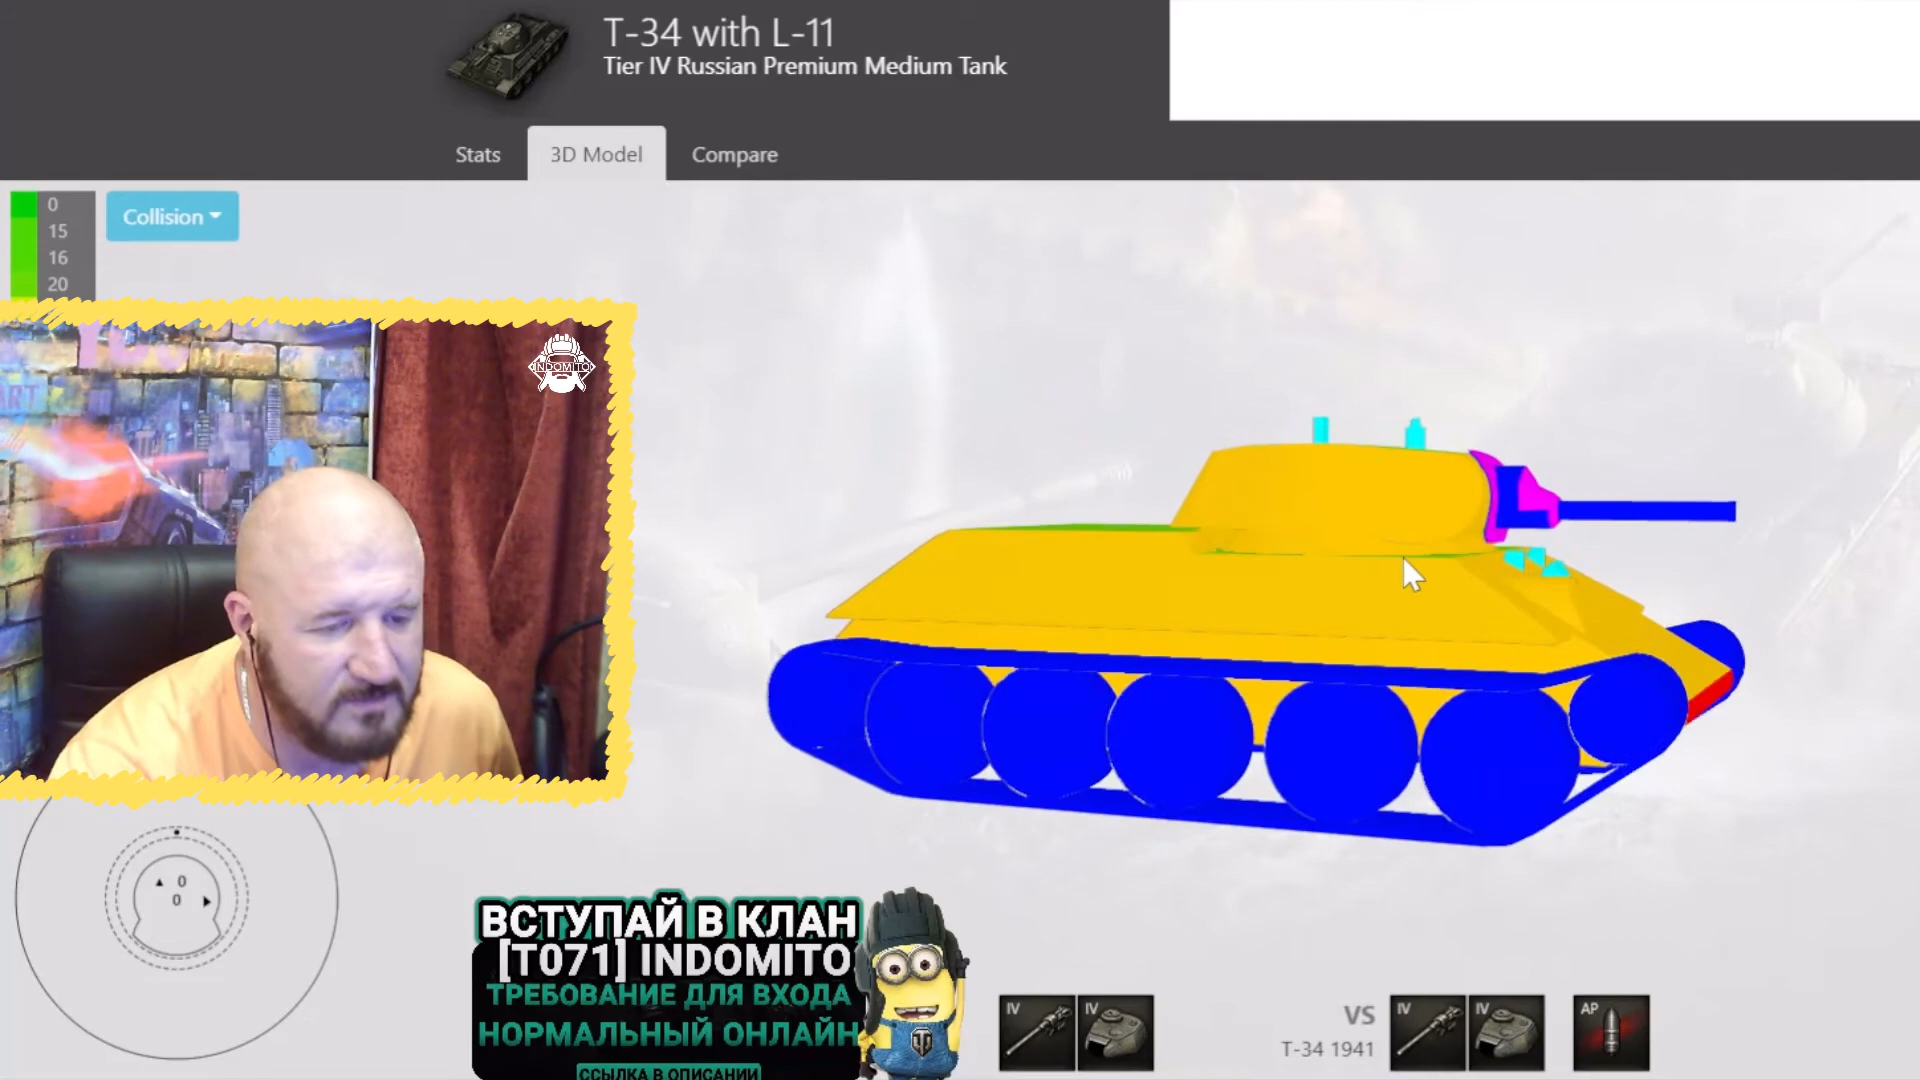 T-34 with L-11
Tier IV Russian Premium Medium Tank
Stats
3D Model
Compare
0
15
16
20
Collision
INDOMITO
ART
0
0
ВСТУПАЙ В КЛАН
[T071] INDOMITO
ТРЕБОВАНИЕ ДЛЯ ВХОДА
НОРМАЛЬНЫЙ ОНЛАЙН
ССЫЛКА В ОПИСАНИИ
IV
IV
VS
T-34 1941
IV
IV
AP